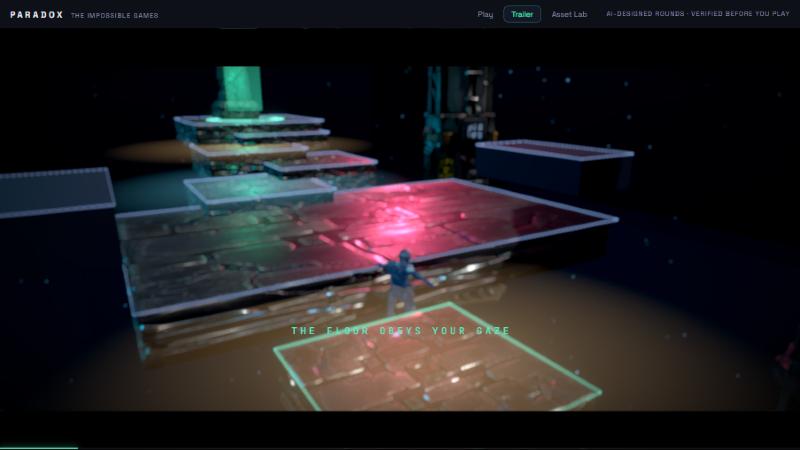 PARADOX THE IMPOSSIBLE GAMES Play Trailer Asset Lab AI-DESIGNED ROUNDS · VERIFIED BEFORE YOU PLAY
THE FLOOR OBEYS YOUR GAZE